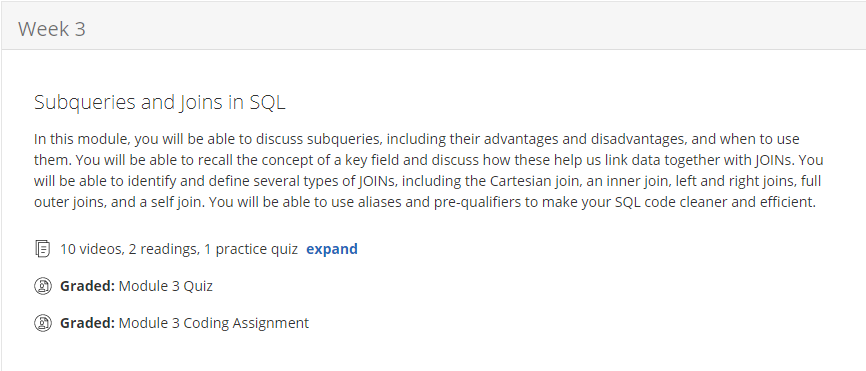 Week 3
Subqueries and Joins in SQL
In this module, you will be able to discuss subqueries, including their advantages and disadvantages, and when to use
them. You will be able to recall the concept of a key field and discuss how these help us link data together with JOINs. You
will be able to identify and define several types of JOINs, including the Cartesian join, an inner join, left and right joins, full
outer joins, and a self join. You will be able to use aliases and pre-qualifiers to make your SQL code cleaner and efficient.
10 videos, 2 readings, 1 practice quiz expand
Graded: Module 3 Quiz
Graded: Module 3 Coding Assignment